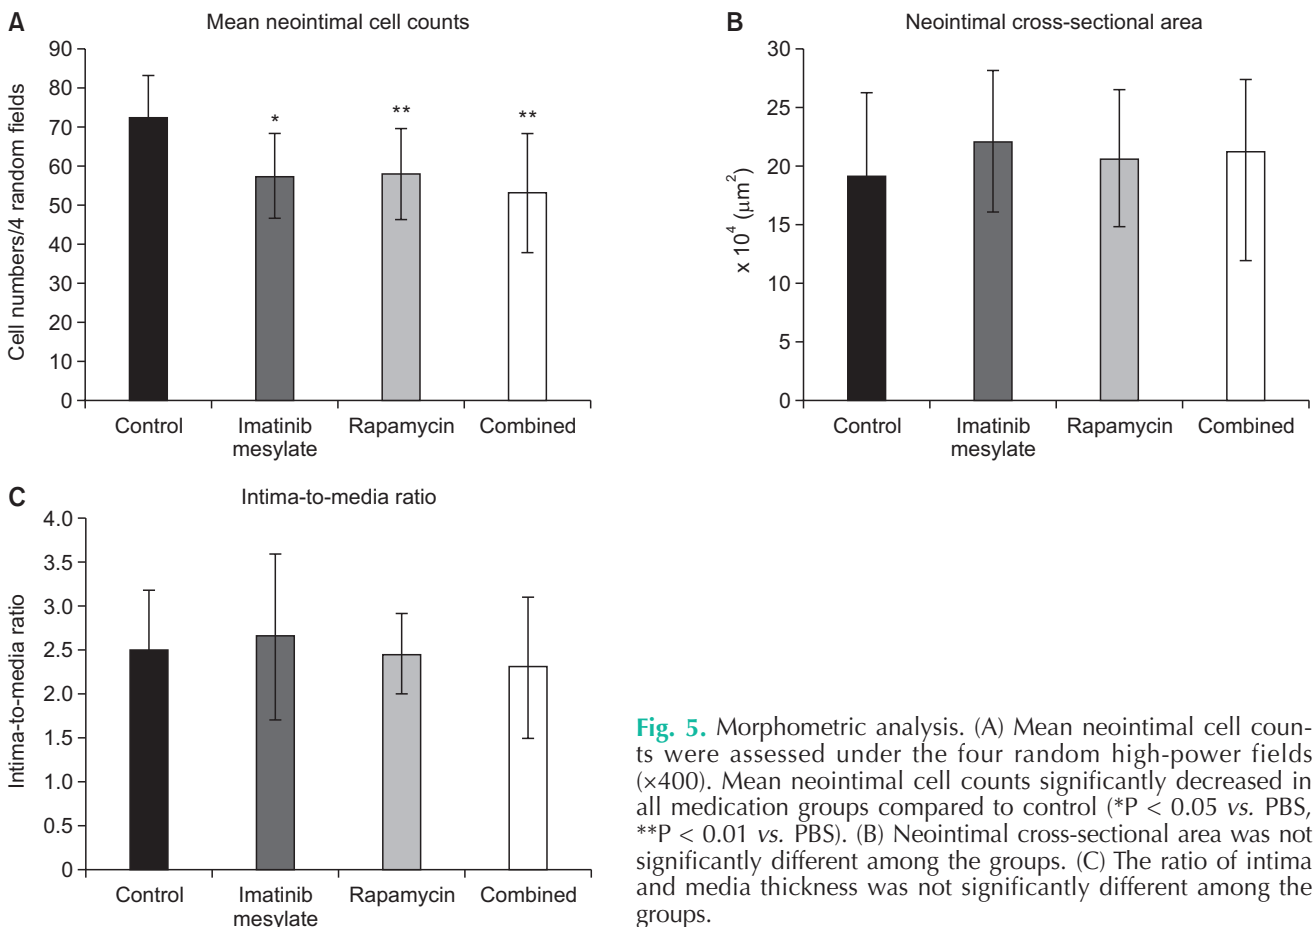 A
Mean neointimal cell counts
Cell numbers/4 random fields
90
80
70
60
50
40
30
20
10
0
*
**
**
Control
Imatinib
mesylate
Rapamycin
Combined
B
Neointimal cross-sectional area
x 10⁴ (μm²)
30
25
20
15
10
5
0
Control
Imatinib
mesylate
Rapamycin
Combined
C
Intima-to-media ratio
Intima-to-media ratio
4.0
3.5
3.0
2.5
2.0
1.5
1.0
0.5
0
Control
Imatinib
mesylate
Rapamycin
Combined
Fig. 5. Morphometric analysis. (A) Mean neointimal cell coun-
ts were assessed under the four random high-power fields
(×400). Mean neointimal cell counts significantly decreased in
all medication groups compared to control (*P < 0.05 vs. PBS,
**P < 0.01 vs. PBS). (B) Neointimal cross-sectional area was not
significantly different among the groups. (C) The ratio of intima
and media thickness was not significantly different among the
groups.